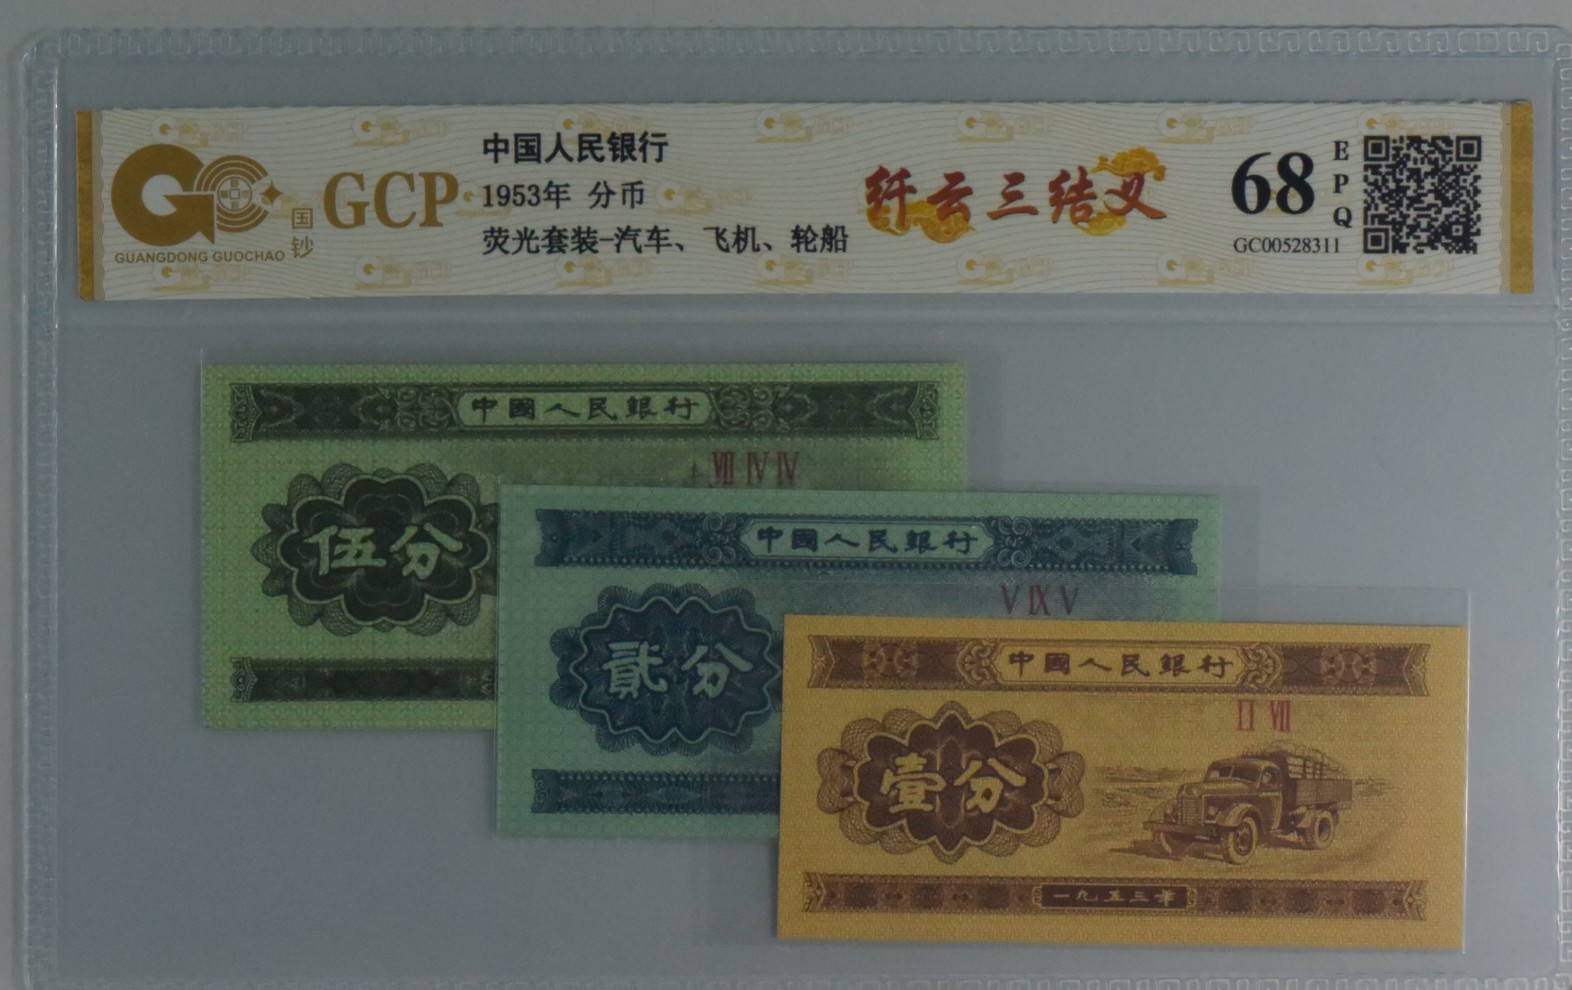 中国人民银行
GCP
1953年 分币
国钞
GUANGDONG GUOCHAO
荧光套装-汽车、飞机、轮船
纤云三结义
68
EPQ
GC00528311
中國人民銀行
VII IV IV
伍分
中國人民銀行
V IX V
貳分
中國人民銀行
II VII
壹分
一九五三年